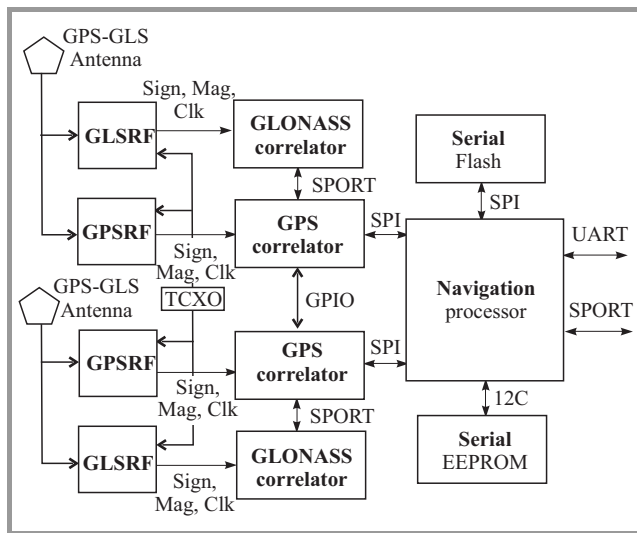 GPS-GLS
Antenna
Sign, Mag,
Clk
GLSRF
GLONASS
correlator
Serial
Flash
SPORT
SPI
GPSRF
GPS
correlator
SPI
UART
Sign,
Mag, Clk
Navigation
processor
GPS-GLS
Antenna
TCXO
GPIO
SPORT
GPSRF
GPS
correlator
SPI
Sign,
Mag, Clk
SPORT
12C
GLSRF
GLONASS
correlator
Serial
EEPROM
Sign,
Mag, Clk